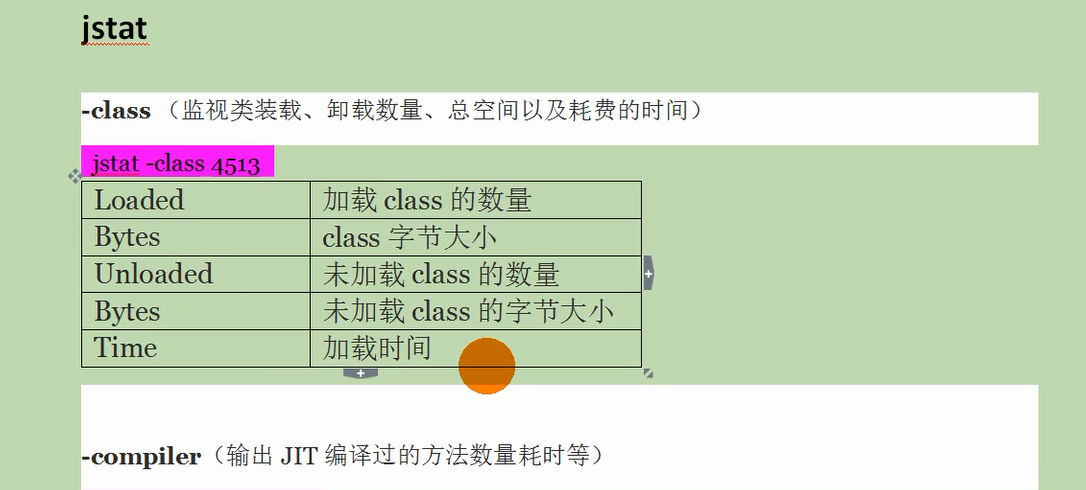 jstat
-class （监视类装载、卸载数量、总空间以及耗费的时间）
jstat -class 4513
Loaded 加载 class 的数量
Bytes class 字节大小
Unloaded 未加载 class 的数量
Bytes 未加载 class 的字节大小
Time 加载时间
-compiler（输出 JIT 编译过的方法数量耗时等）